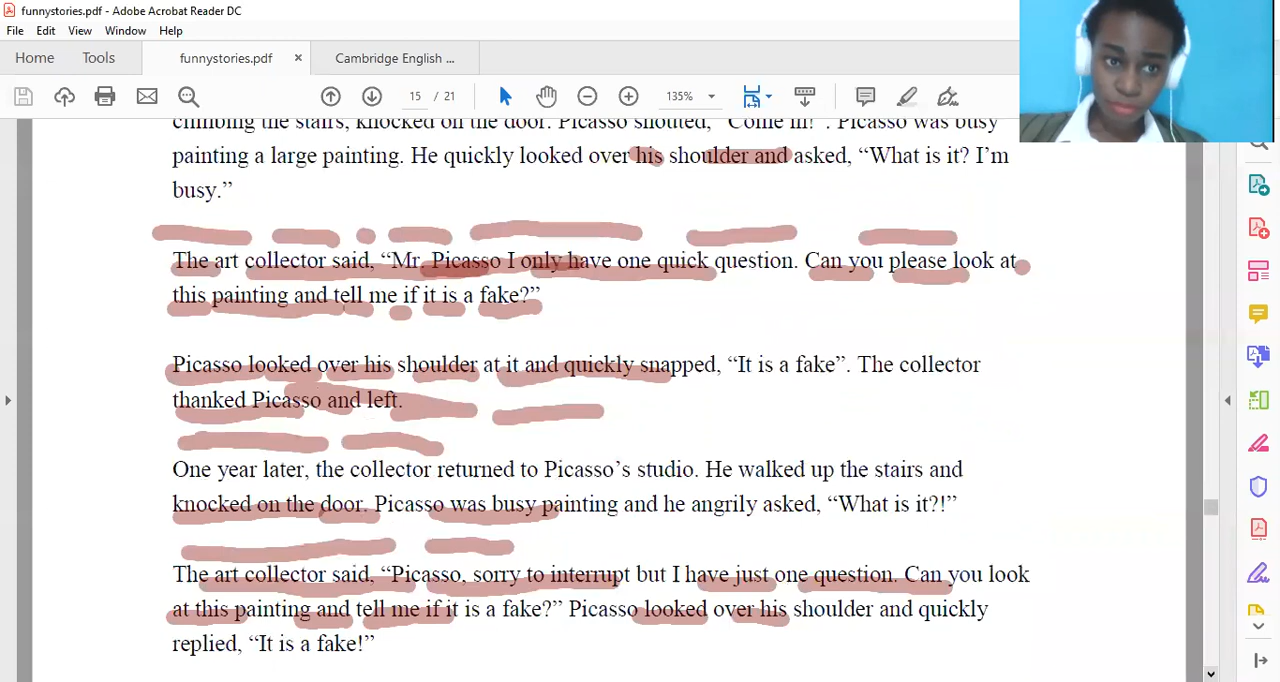 funnystories.pdf - Adobe Acrobat Reader DC
File Edit View Window Help
Home Tools funnystories.pdf × Cambridge English ...
15 / 21 135%
climbing the stairs, knocked on the door. Picasso shouted, “Come in!”. Picasso was busy
painting a large painting. He quickly looked over his shoulder and asked, “What is it? I’m
busy.”
The art collector said, “Mr. Picasso I only have one quick question. Can you please look at
this painting and tell me if it is a fake?”
Picasso looked over his shoulder at it and quickly snapped, “It is a fake”. The collector
thanked Picasso and left.
One year later, the collector returned to Picasso’s studio. He walked up the stairs and
knocked on the door. Picasso was busy painting and he angrily asked, “What is it?!”
The art collector said, “Picasso, sorry to interrupt but I have just one question. Can you look
at this painting and tell me if it is a fake?” Picasso looked over his shoulder and quickly
replied, “It is a fake!”